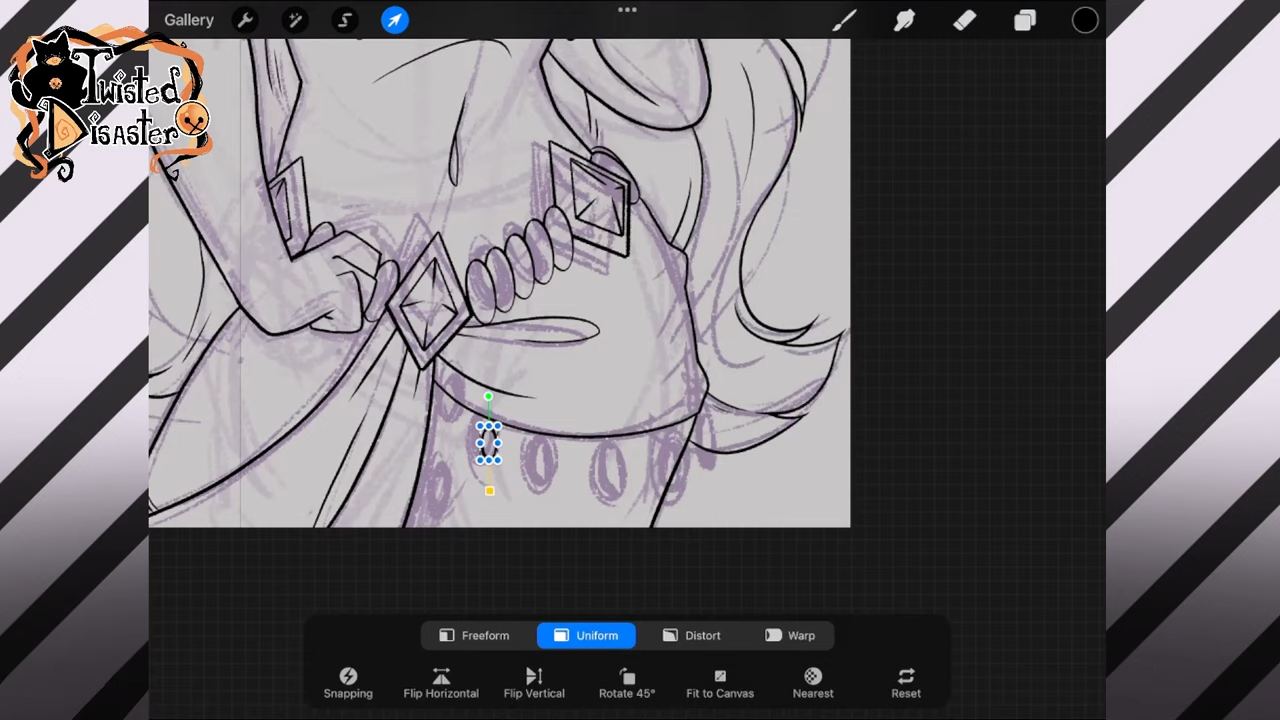 Gallery
Twisted
Disaster
Freeform
Uniform
Distort
Warp
Snapping
Flip Horizontal
Flip Vertical
Rotate 45°
Fit to Canvas
Nearest
Reset